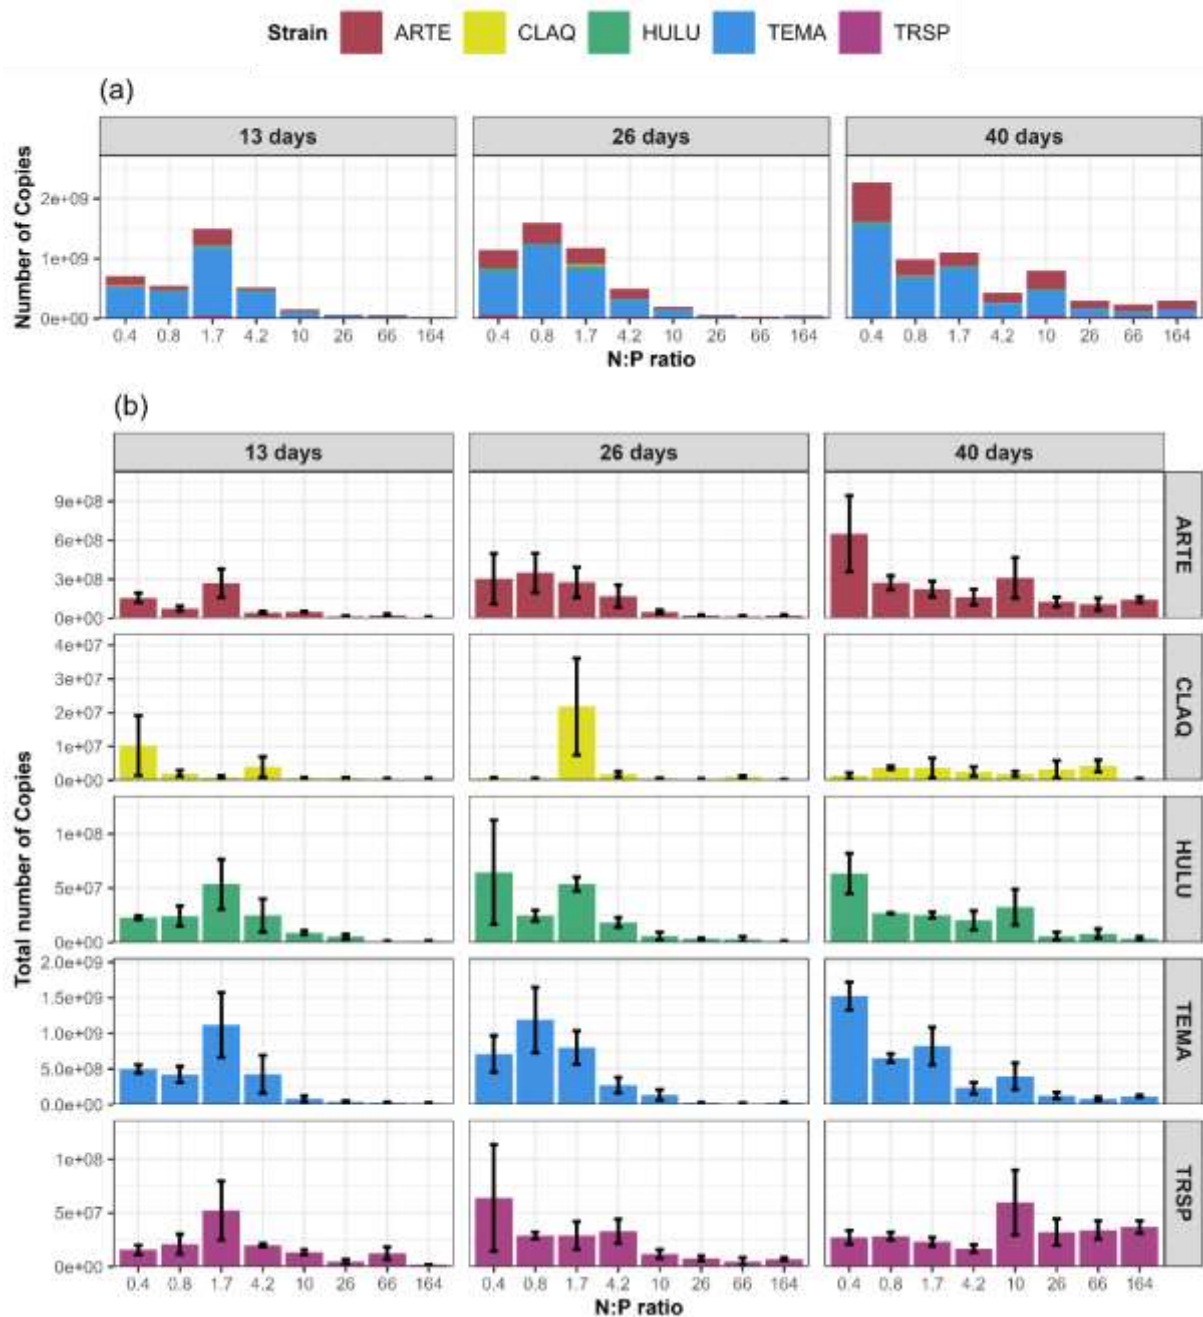 Strain ARTE CLAQ HULU TEMA TRSP
(a)
13 days 26 days 40 days
Number of Copies
2e+09
1e+09
0e+00
0.4 0.8 1.7 4.2 10 26 66 164 0.4 0.8 1.7 4.2 10 26 66 164 0.4 0.8 1.7 4.2 10 26 66 164
N:P ratio
(b)
13 days 26 days 40 days
Total number of Copies
9e+08
6e+08
3e+08
0e+00
ARTE
4e+07
3e+07
2e+07
1e+07
0e+00
CLAQ
1e+08
5e+07
0e+00
HULU
2.0e+09
1.5e+09
1.0e+09
5.0e+08
0.0e+00
TEMA
1e+08
5e+07
0e+00
TRSP
0.4 0.8 1.7 4.2 10 26 66 164 0.4 0.8 1.7 4.2 10 26 66 164 0.4 0.8 1.7 4.2 10 26 66 164
N:P ratio